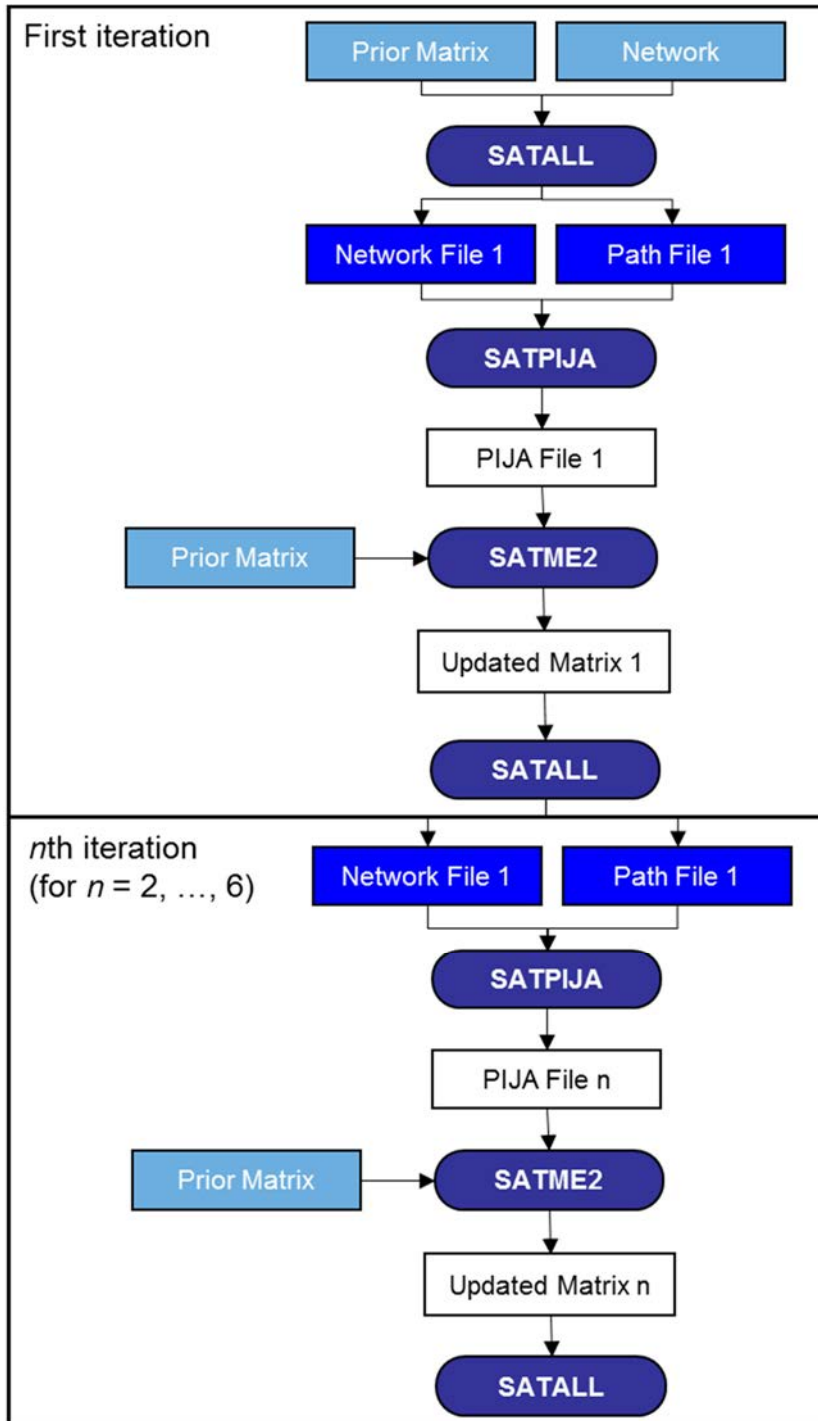 First iteration
Prior Matrix
Network
SATALL
Network File 1
Path File 1
SATPIJA
PIJA File 1
Prior Matrix
SATME2
Updated Matrix 1
SATALL
nth iteration
(for n = 2, …, 6)
Network File 1
Path File 1
SATPIJA
PIJA File n
Prior Matrix
SATME2
Updated Matrix n
SATALL